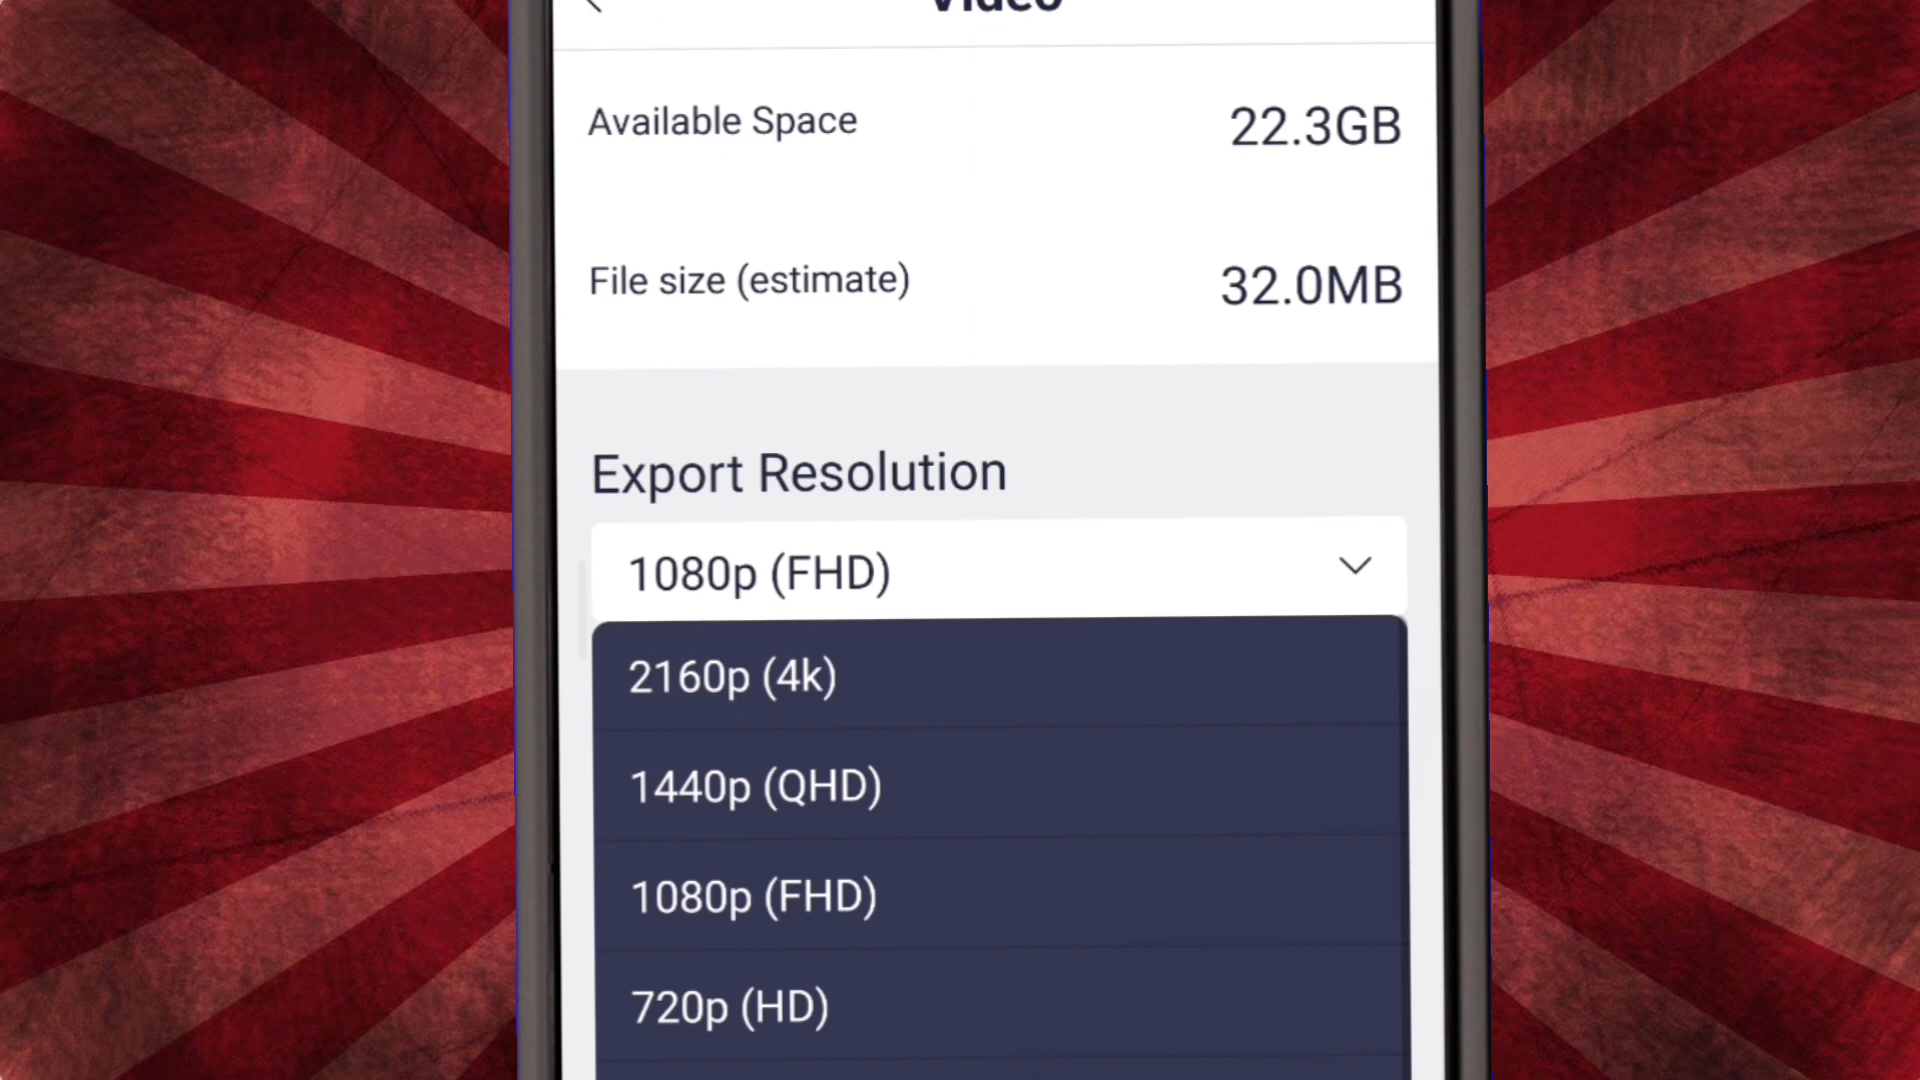 Video
Available Space 22.3GB
File size (estimate) 32.0MB
Export Resolution
1080p (FHD)
2160p (4k)
1440p (QHD)
1080p (FHD)
720p (HD)